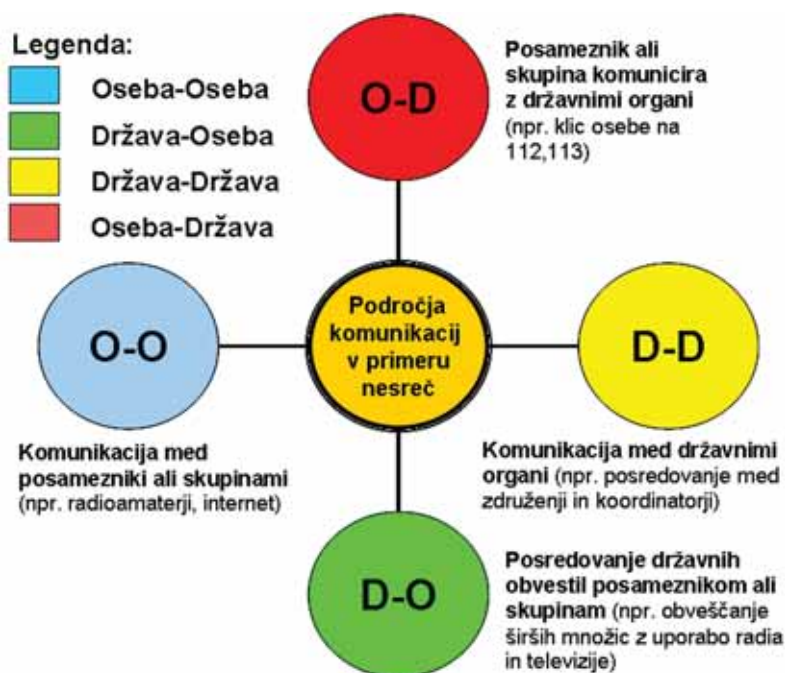 Legenda:
Oseba-Oseba
Država-Oseba
Država-Država
Oseba-Država
O-D
Posameznik ali
skupina komunicira
z državnimi organi
(npr. klic osebe na
112,113)
O-O
Področja
komunikacij
v primeru
nesreč
D-D
Komunikacija med
posamezniki ali skupinami
(npr. radioamaterji, internet)
Komunikacija med državnimi
organi (npr. posredovanje med
združenji in koordinatorji)
D-O
Posredovanje državnih
obvestil posameznikom ali
skupinam (npr. obveščanje
širših množic z uporabo radia
in televizije)